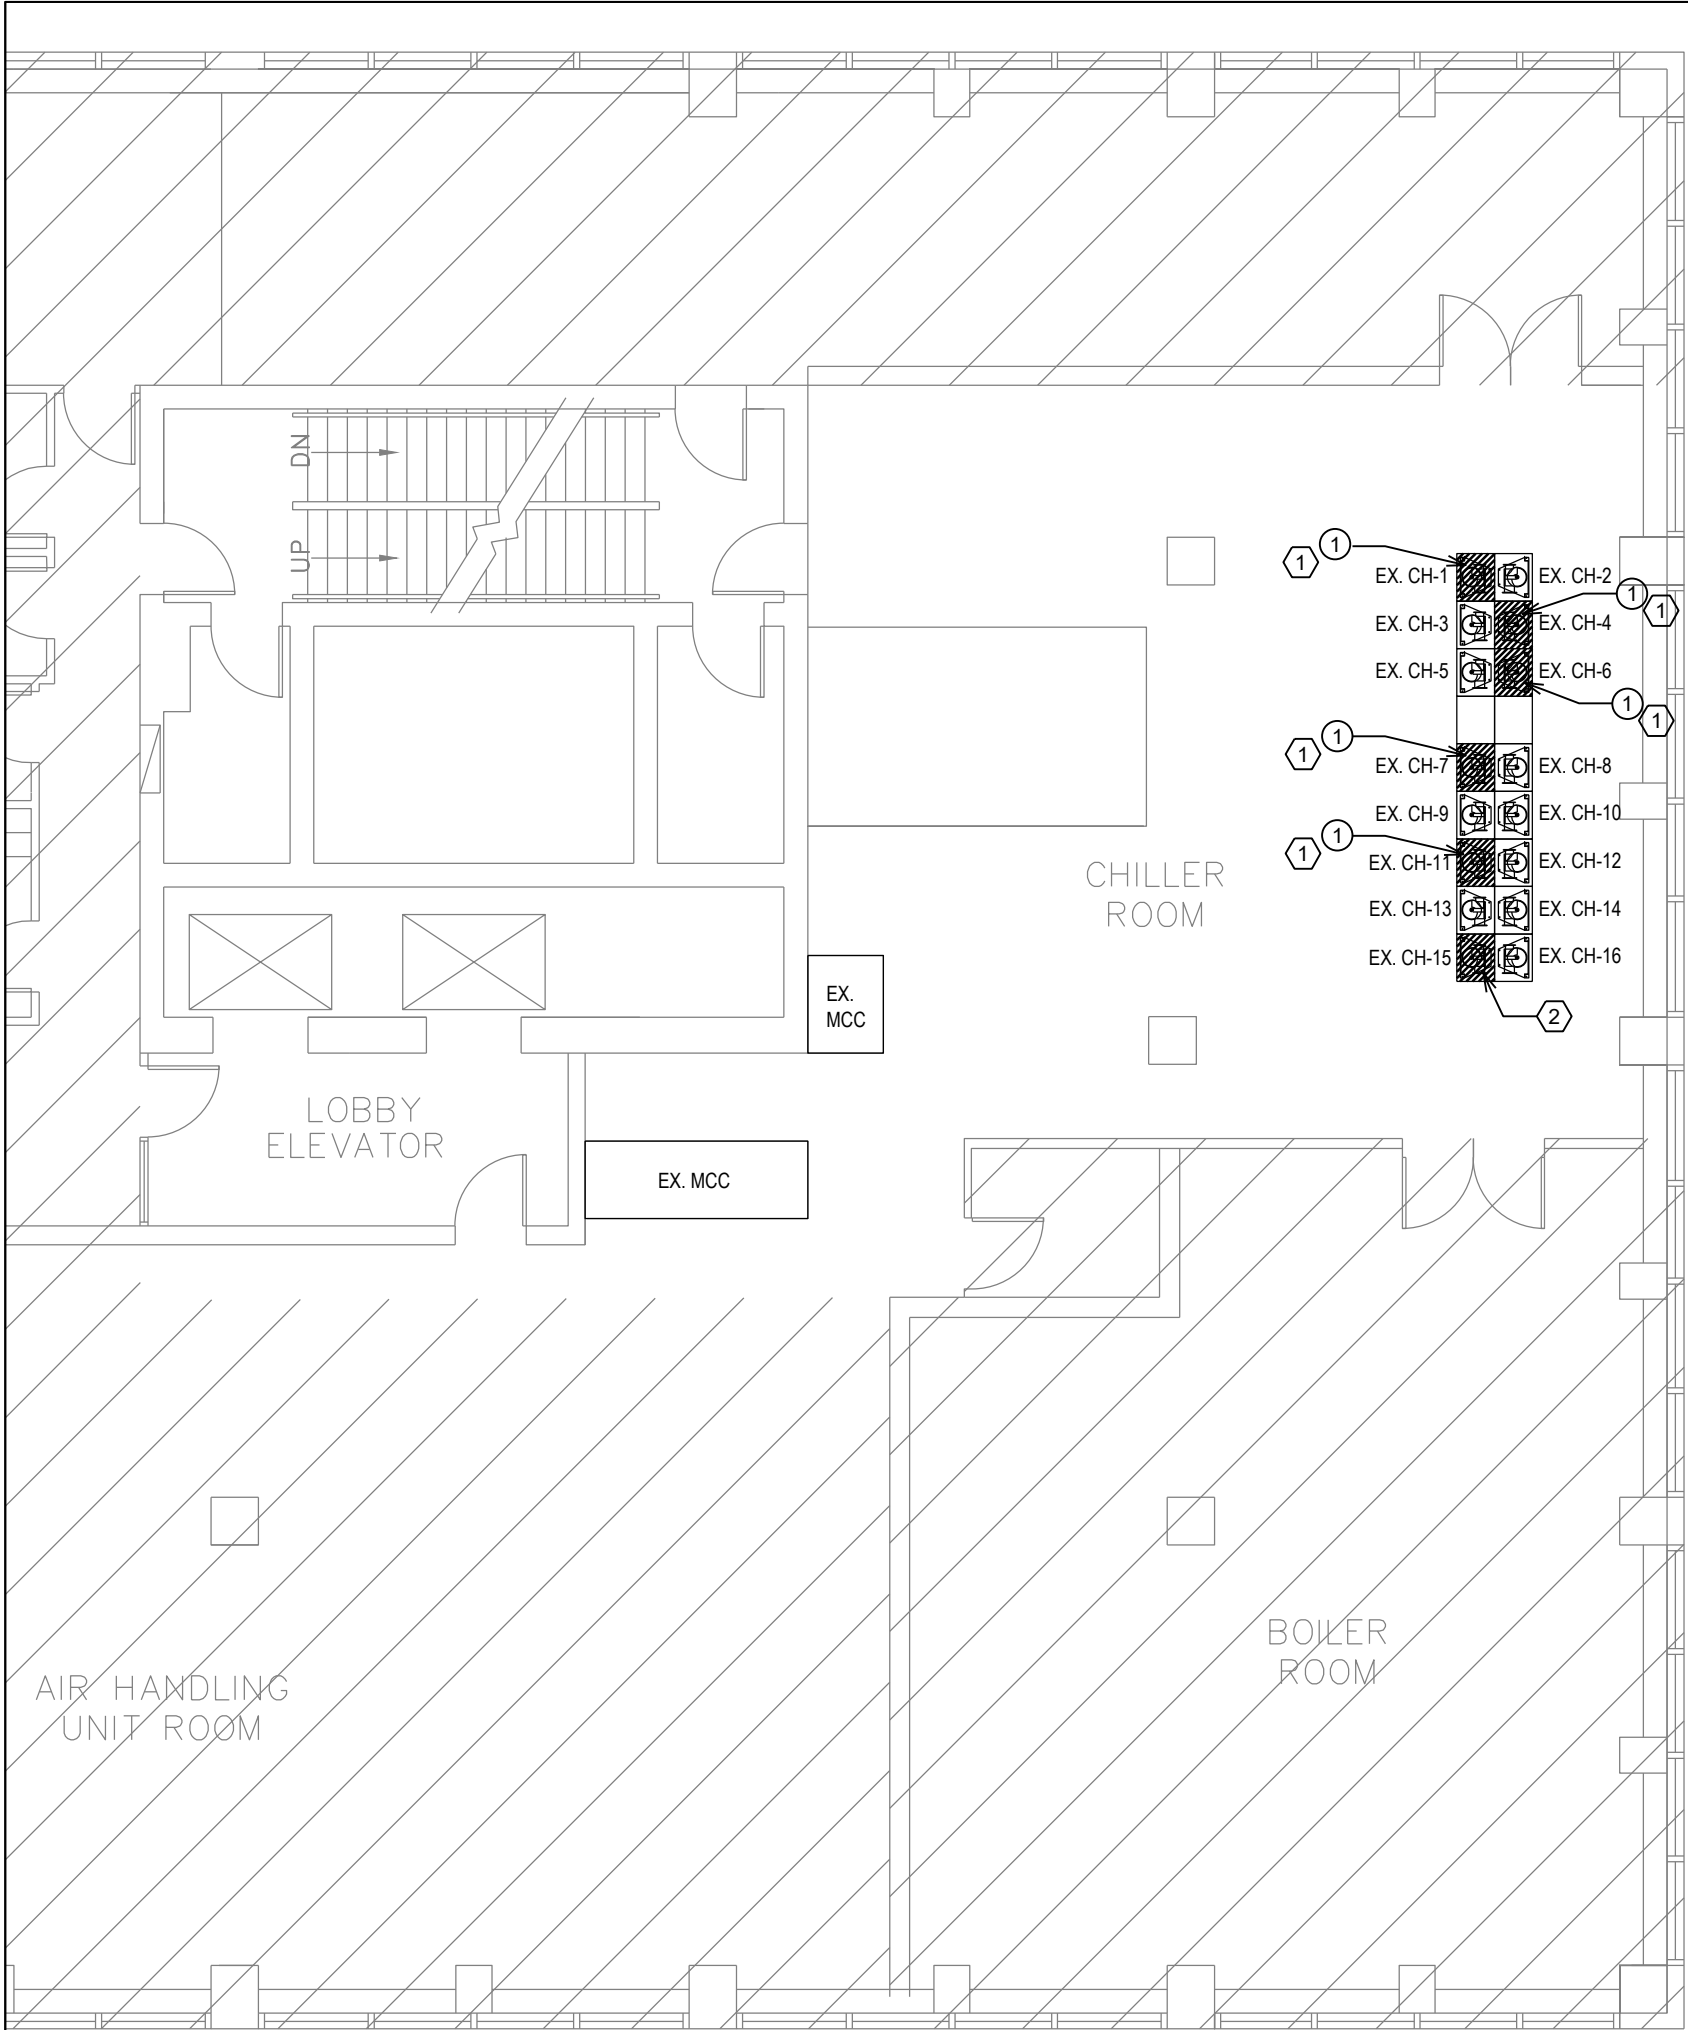 DN
UP
1
1
EX. CH-1
EX. CH-2
1
1
EX. CH-3
EX. CH-4
EX. CH-5
EX. CH-6
1
1
1
1
EX. CH-7
EX. CH-8
EX. CH-9
EX. CH-10
1
1
EX. CH-11
EX. CH-12
EX. CH-13
EX. CH-14
EX. CH-15
EX. CH-16
2
CHILLER
ROOM
EX.
MCC
LOBBY
ELEVATOR
EX. MCC
BOILER
ROOM
AIR HANDLING
UNIT ROOM